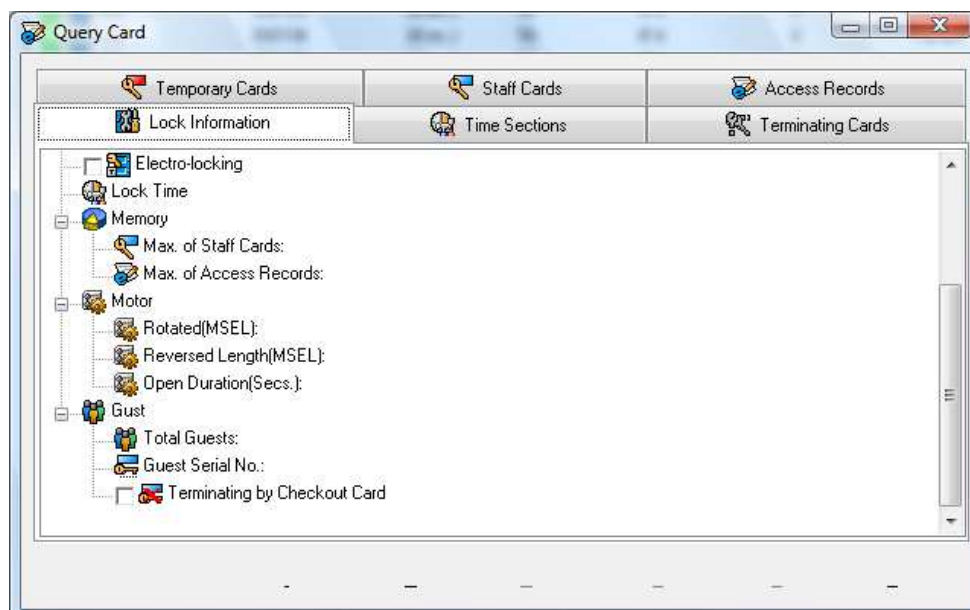 Query Card
Temporary Cards Staff Cards Access Records
Lock Information Time Sections Terminating Cards
Electro-locking
Lock Time
Memory
Max. of Staff Cards:
Max. of Access Records:
Motor
Rotated(MSEL):
Reversed Length(MSEL):
Open Duration(Secs.):
Gust
Total Guests:
Guest Serial No.:
Terminating by Checkout Card